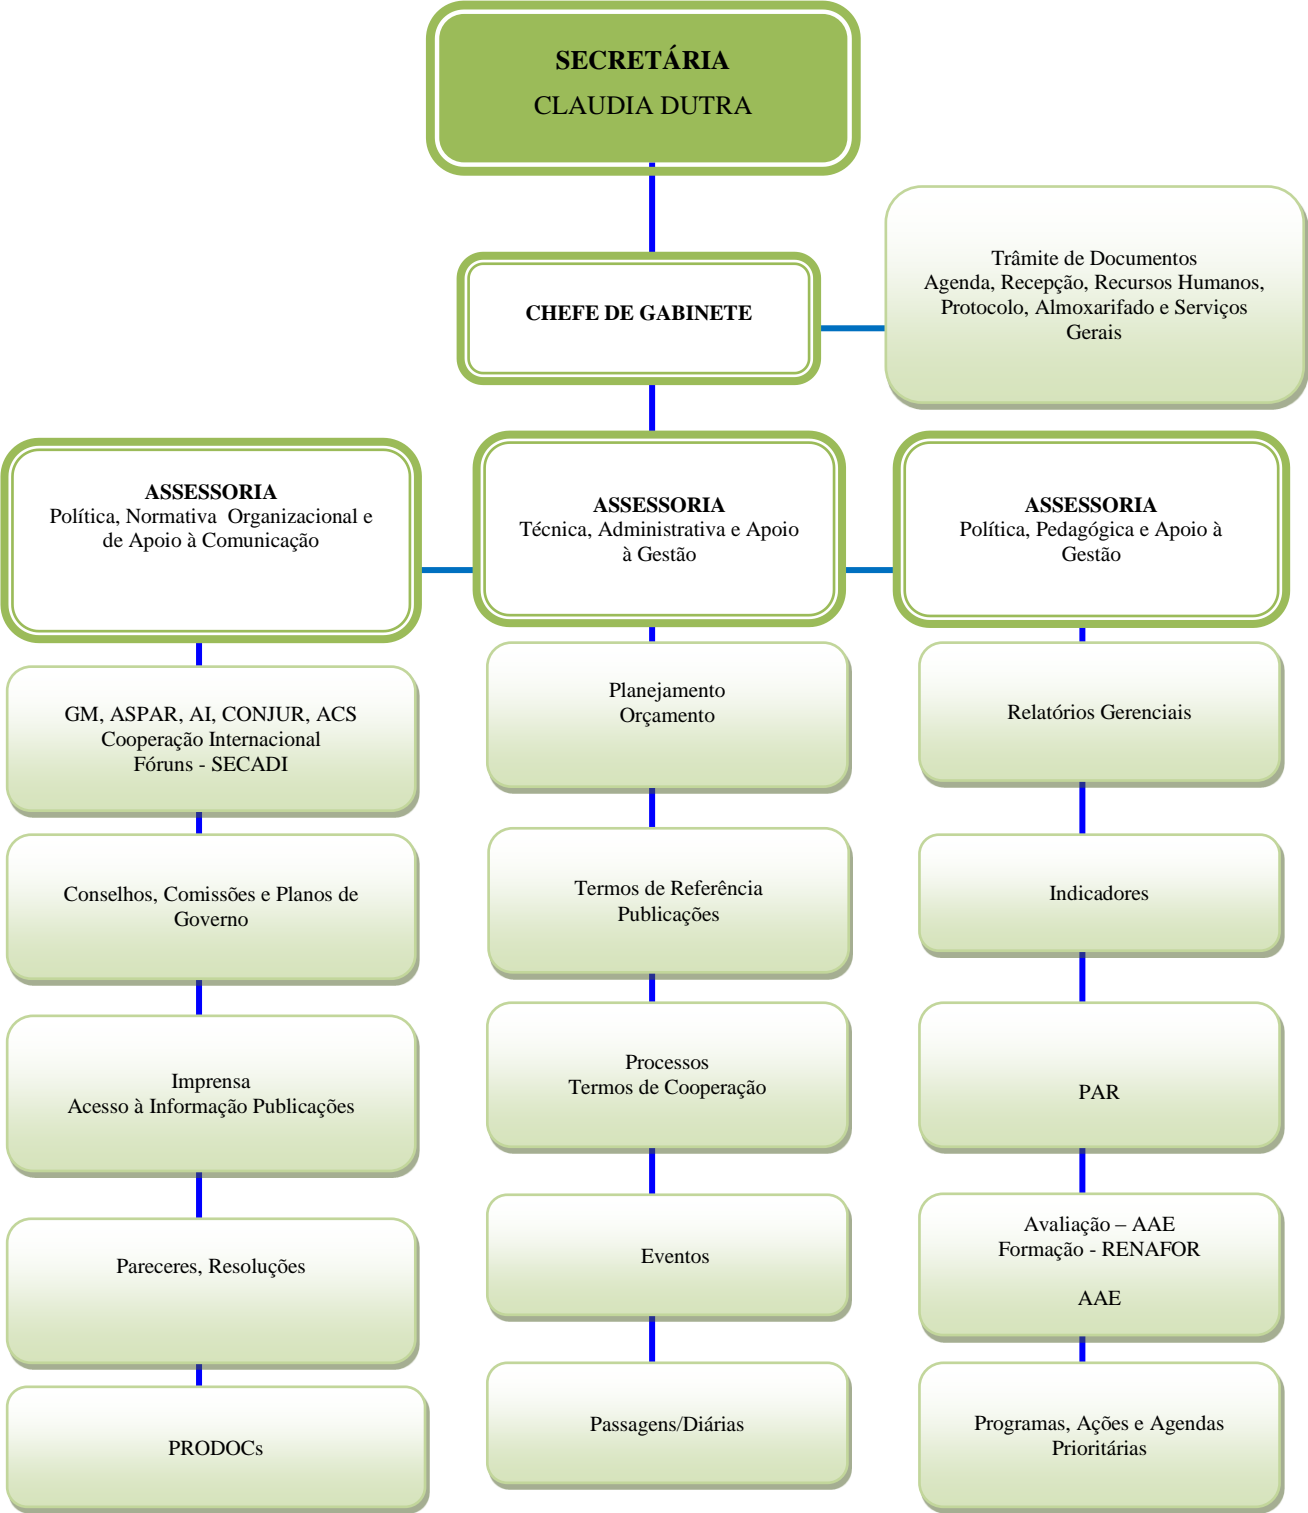 SECRETÁRIA
CLAUDIA DUTRA
Trâmite de Documentos
Agenda, Recepção, Recursos Humanos,
Protocolo, Almoxarifado e Serviços
Gerais
CHEFE DE GABINETE
ASSESSORIA
Política, Normativa  Organizacional e
de Apoio à Comunicação
ASSESSORIA
Técnica, Administrativa e Apoio
à Gestão
ASSESSORIA
Política, Pedagógica e Apoio à
Gestão
GM, ASPAR, AI, CONJUR, ACS
Cooperação Internacional
Fóruns - SECADI
Conselhos, Comissões e Planos de
Governo
Imprensa
Acesso à Informação Publicações
Pareceres, Resoluções
PRODOCs
Planejamento
Orçamento
Termos de Referência
Publicações
Processos
Termos de Cooperação
Eventos
Passagens/Diárias
Relatórios Gerenciais
Indicadores
PAR
Avaliação – AAE
Formação - RENAFOR
AAE
Programas, Ações e Agendas
Prioritárias